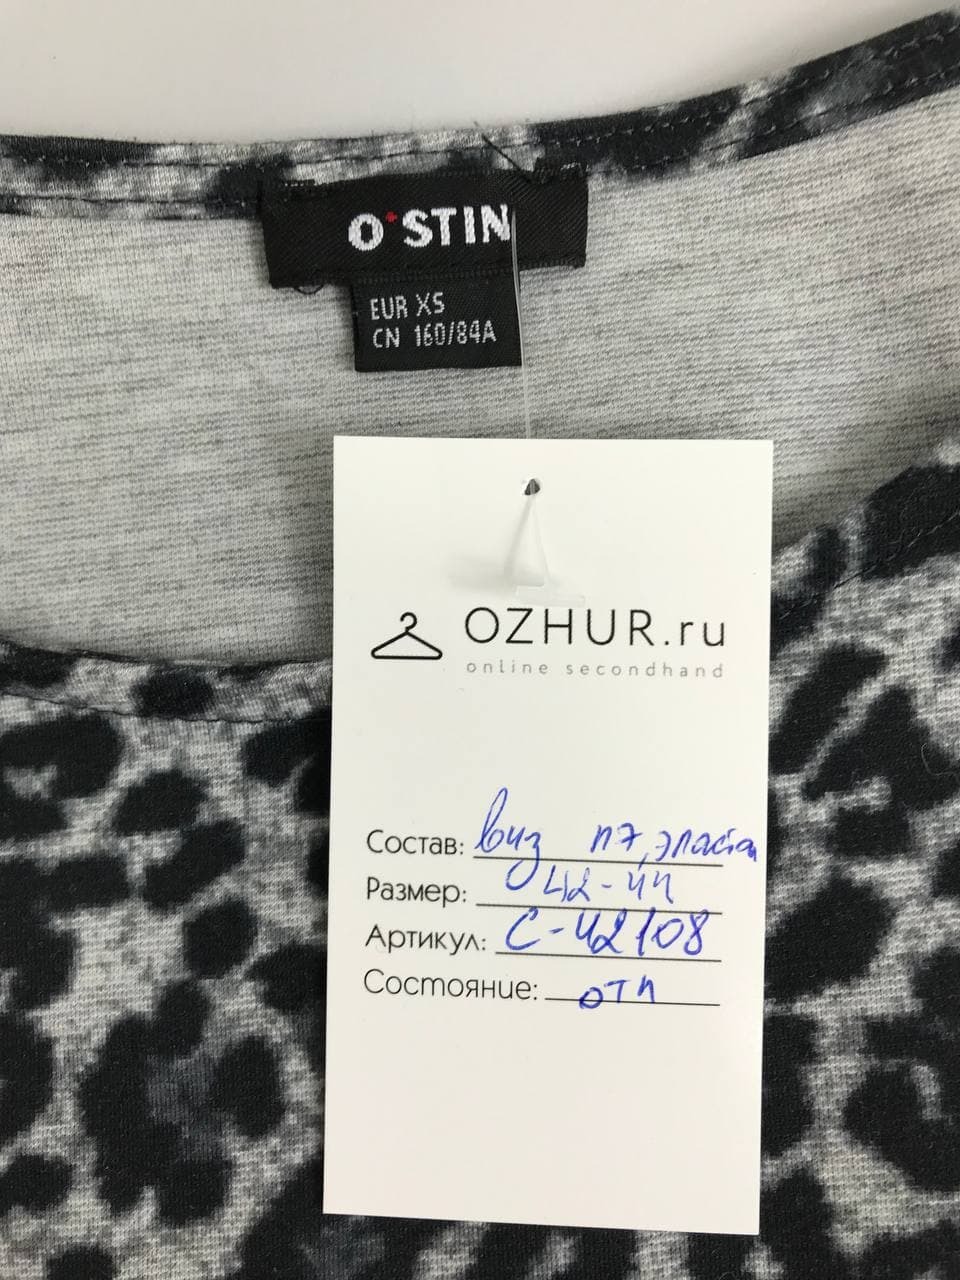 O'STIN
EUR XS
CN 160/84A
OZHUR.ru
online secondhand
Состав: виз пэ, эластан
Размер: 42-44
Артикул: С-42108
Состояние: отл